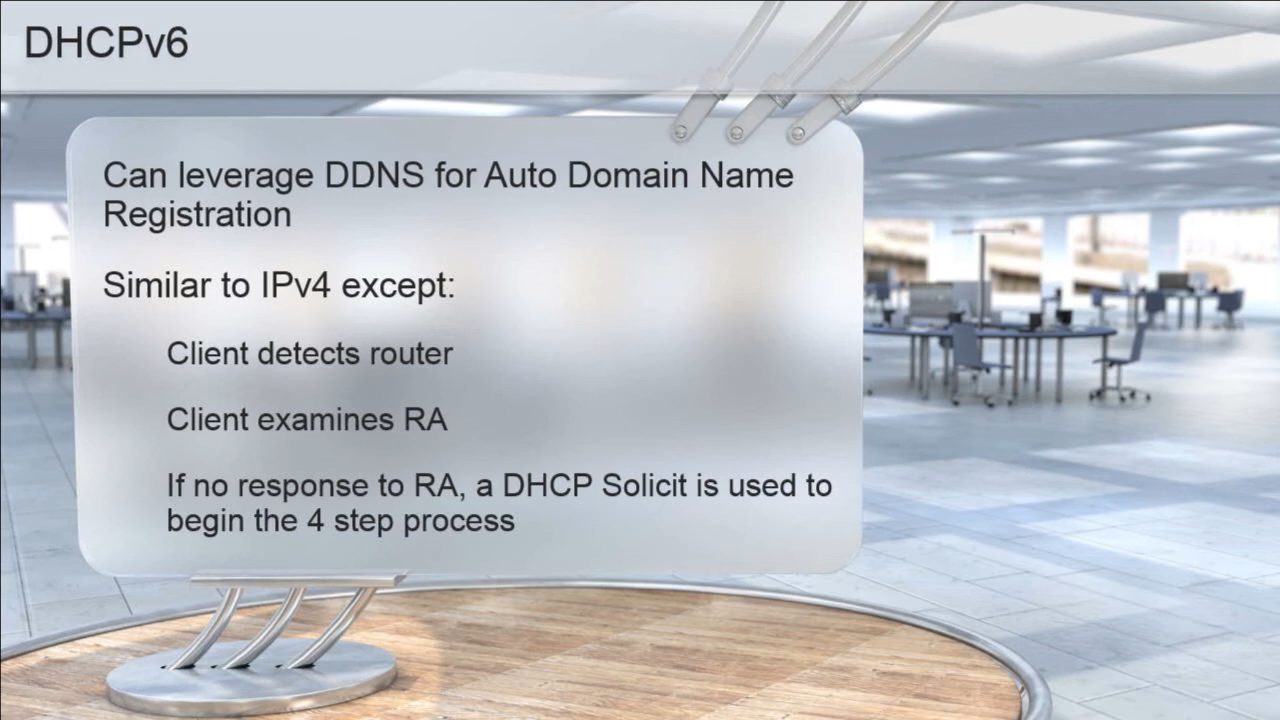 DHCPv6
Can leverage DDNS for Auto Domain Name
Registration
Similar to IPv4 except:
Client detects router
Client examines RA
If no response to RA, a DHCP Solicit is used to
begin the 4 step process